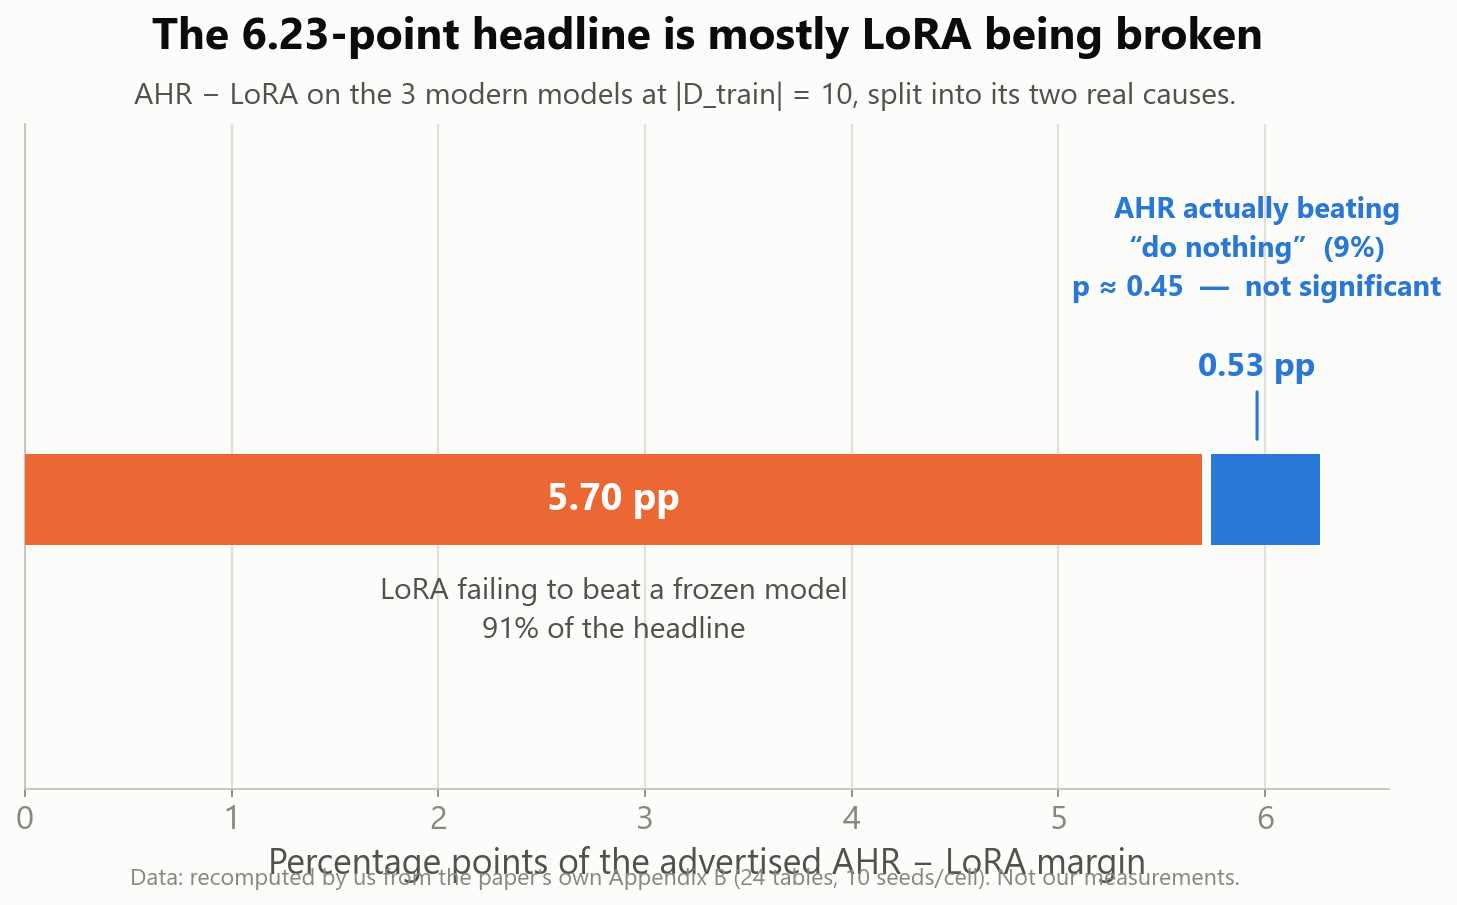 The 6.23-point headline is mostly LoRA being broken
AHR − LoRA on the 3 modern models at |D_train| = 10, split into its two real causes.
AHR actually beating
“do nothing” (9%)
p ≈ 0.45 — not significant
0.53 pp
5.70 pp
LoRA failing to beat a frozen model
91% of the headline
0 1 2 3 4 5 6
Percentage points of the advertised AHR − LoRA margin
Data: recomputed by us from the paper's own Appendix B (24 tables, 10 seeds/cell). Not our measurements.